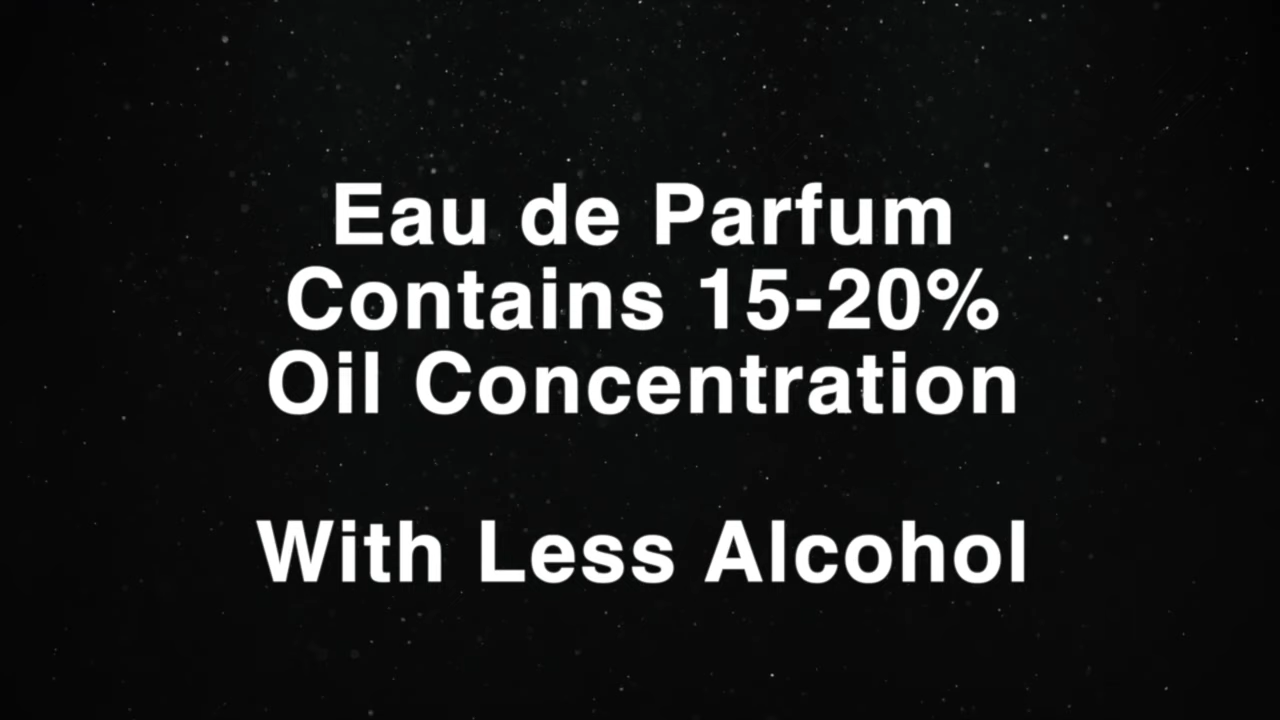 Eau de Parfum
Contains 15-20%
Oil Concentration
With Less Alcohol